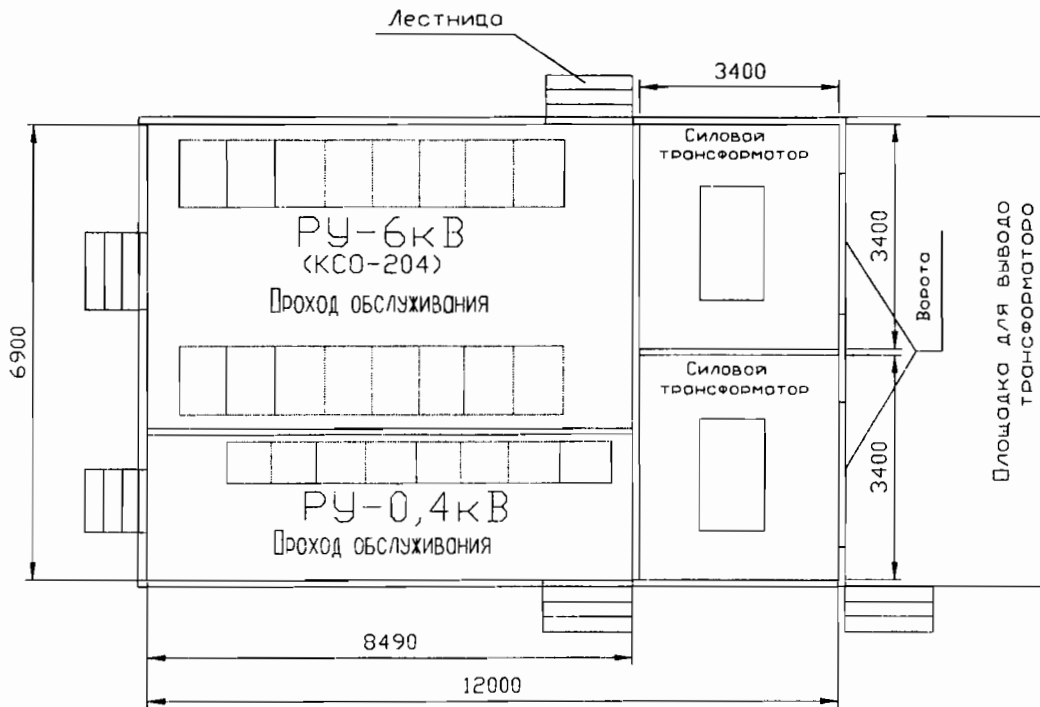 Лестница
3400
Силовой
трансформатор
6900
РУ-6кВ
(КСО-204)
Проход обслуживания
3400
Ворота
Площадка для вывода
трансформатора
Силовой
трансформатор
3400
РУ-0,4кВ
Проход обслуживания
8490
12000